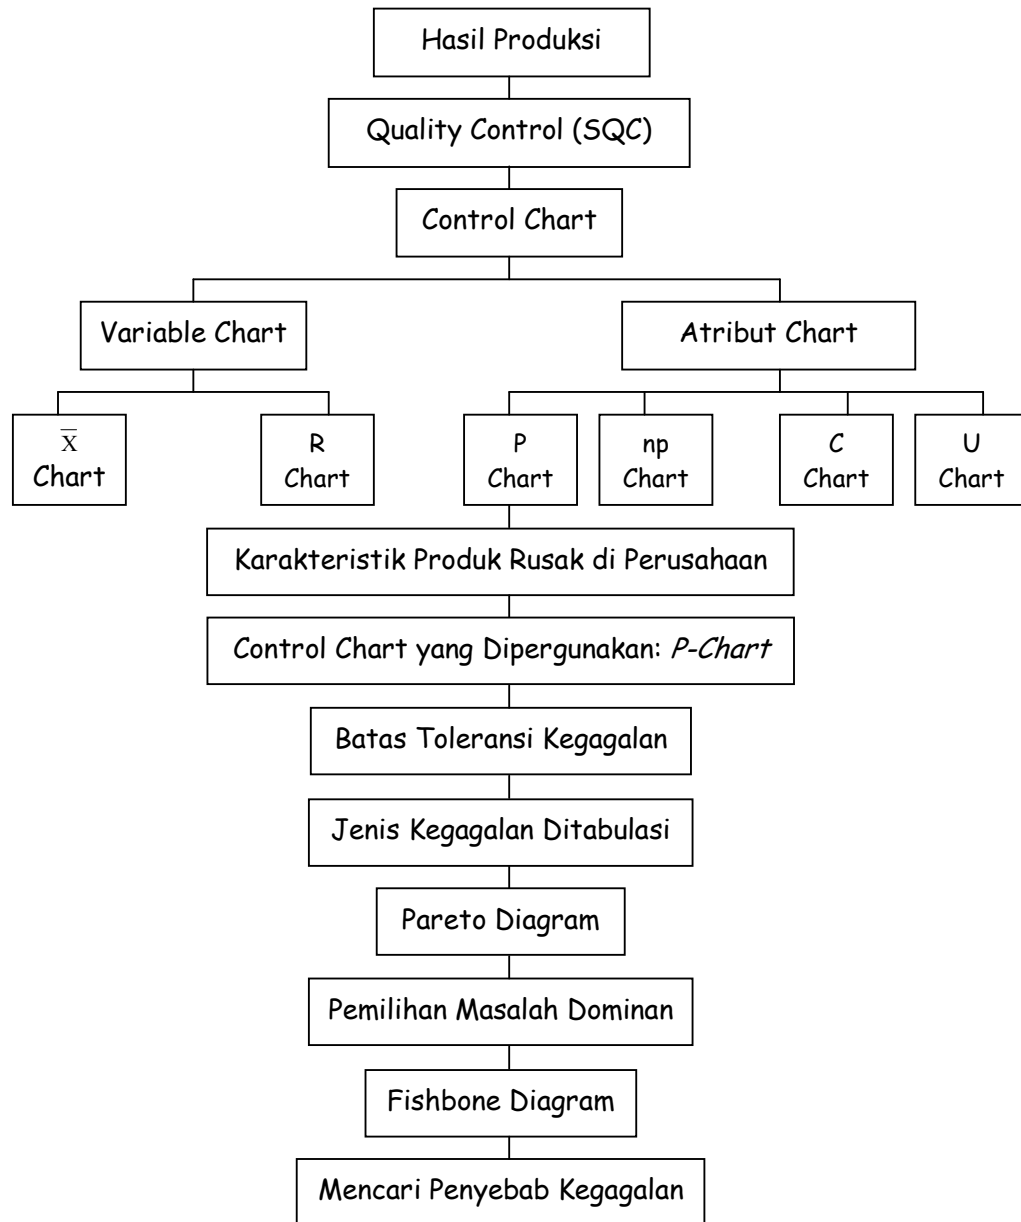 Hasil Produksi
Quality Control (SQC)
Control Chart
Variable Chart
Atribut Chart
X̅
Chart
R
Chart
P
Chart
np
Chart
C
Chart
U
Chart
Karakteristik Produk Rusak di Perusahaan
Control Chart yang Dipergunakan: P-Chart
Batas Toleransi Kegagalan
Jenis Kegagalan Ditabulasi
Pareto Diagram
Pemilihan Masalah Dominan
Fishbone Diagram
Mencari Penyebab Kegagalan